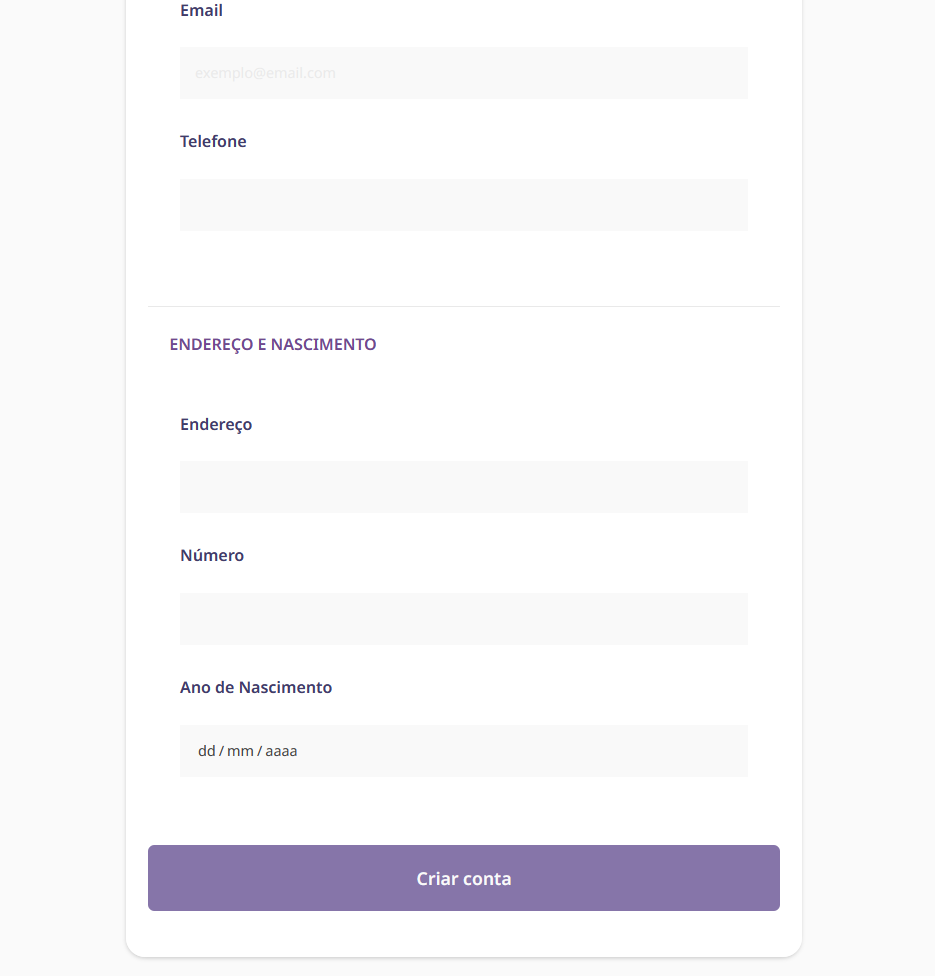 Email
exemplo@email.com
Telefone
ENDEREÇO E NASCIMENTO
Endereço
Número
Ano de Nascimento
dd / mm / aaaa
Criar conta